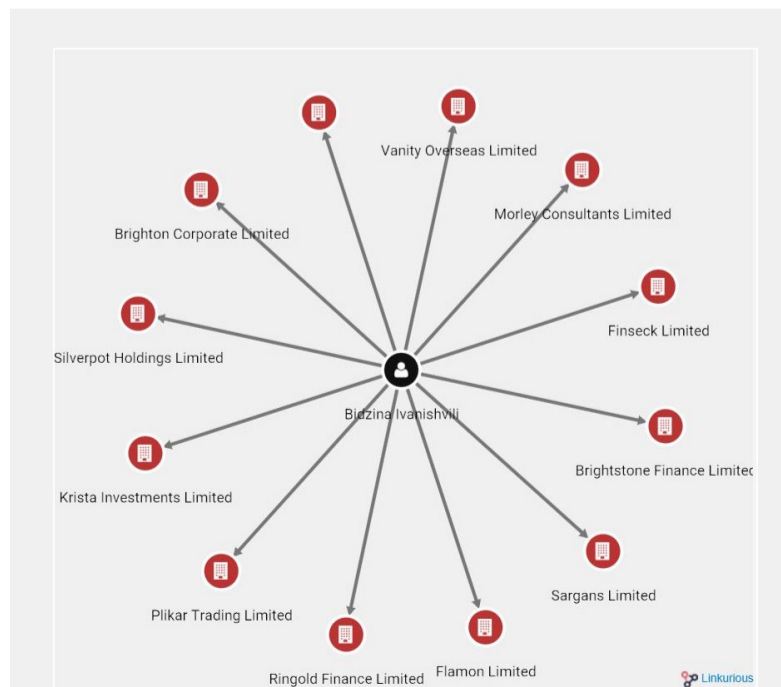 Vanity Overseas Limited
Morley Consultants Limited
Brighton Corporate Limited
Finseck Limited
Silverpot Holdings Limited
Bidzina Ivanishvili
Brightstone Finance Limited
Krista Investments Limited
Sargans Limited
Plikar Trading Limited
Flamon Limited
Ringold Finance Limited
Linkurious